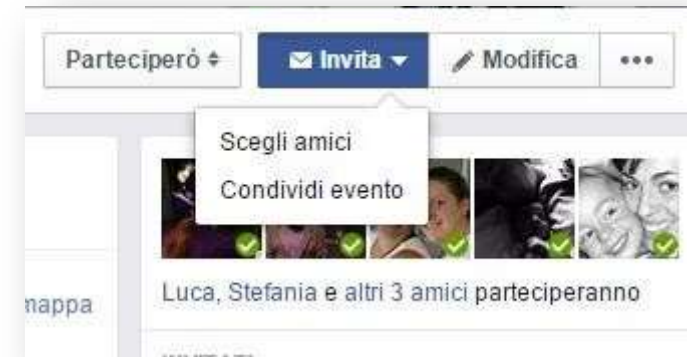 Parteciperò Invita Modifica
Scegli amici
Condividi evento
mappa
Luca, Stefania e altri 3 amici parteciperanno